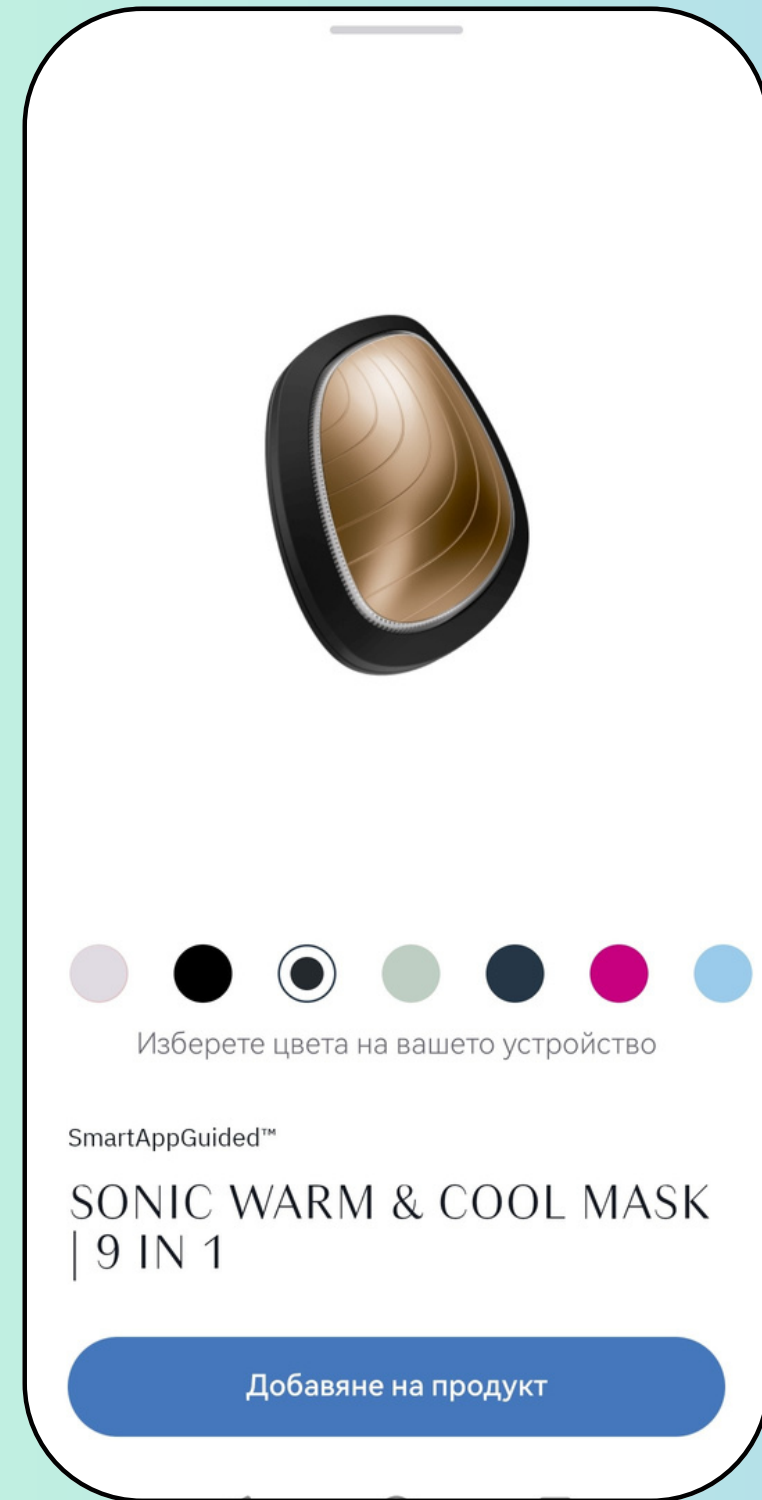 Изберете цвета на вашето устройство
SmartAppGuided™
SONIC WARM & COOL MASK
| 9 IN 1
Добавяне на продукт